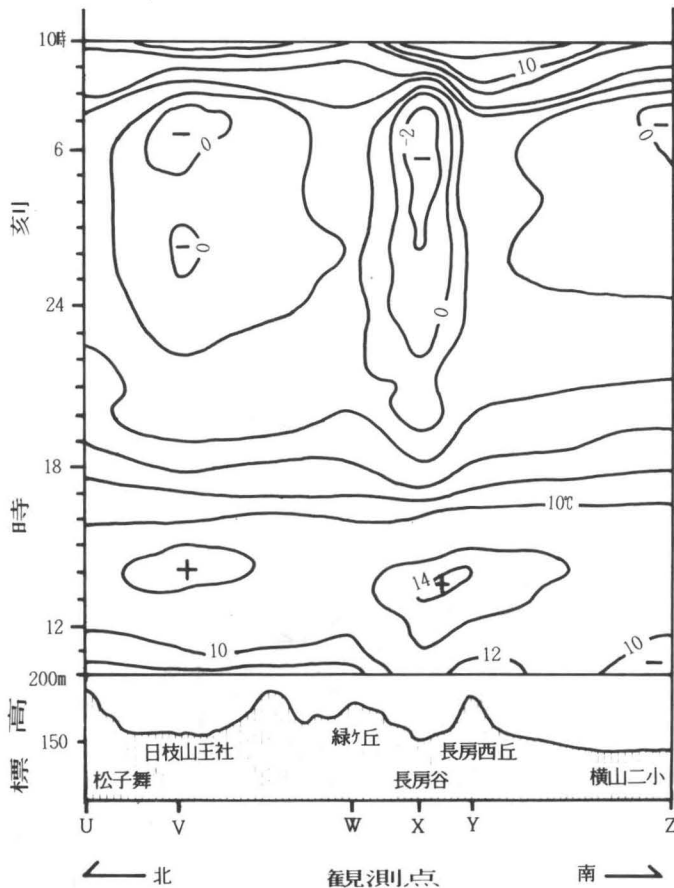 10時
10
0
-2
0
6
刻
0
0
24
18
時
10℃
14
12
10
12
10
200m
標高
150
日枝山王社
緑ヶ丘
長房西丘
松子舞
長房谷
横山二小
U V W X Y Z
北 観測点 南